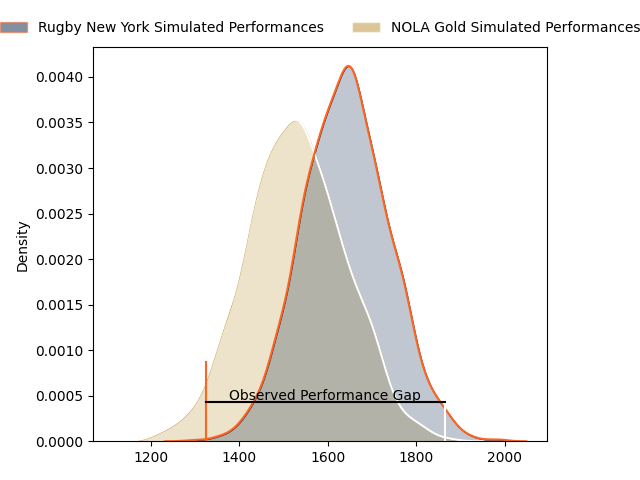 Rugby New York Simulated Performances
NOLA Gold Simulated Performances
0.0040
0.0035
0.0030
0.0025
0.0020
0.0015
0.0010
0.0005
0.0000
Density
Observed Performance Gap
1200 1400 1600 1800 2000